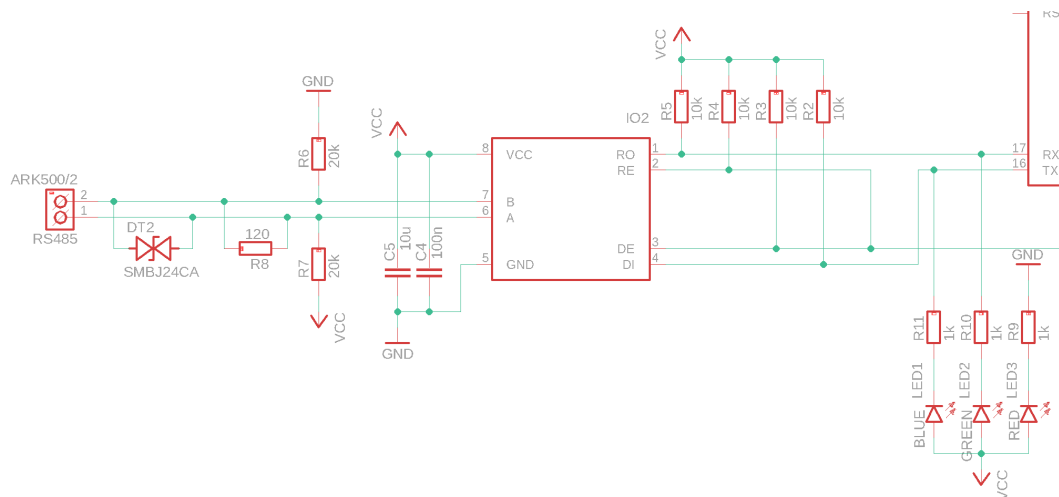 GND
R6
20k
ARK500/2
2
1
RS485
DT2
SMBJ24CA
120
R8
R7
20k
VCC
VCC
C5
10u
C4
100n
GND
IO2
8
VCC
7
B
6
A
5
GND
RO
1
RE
2
DE
3
DI
4
VCC
R5
10k
R4
10k
R3
10k
R2
10k
17
RX
16
TX
GND
R11
1k
R10
1k
R9
1k
LED1
BLUE
LED2
GREEN
LED3
RED
VCC